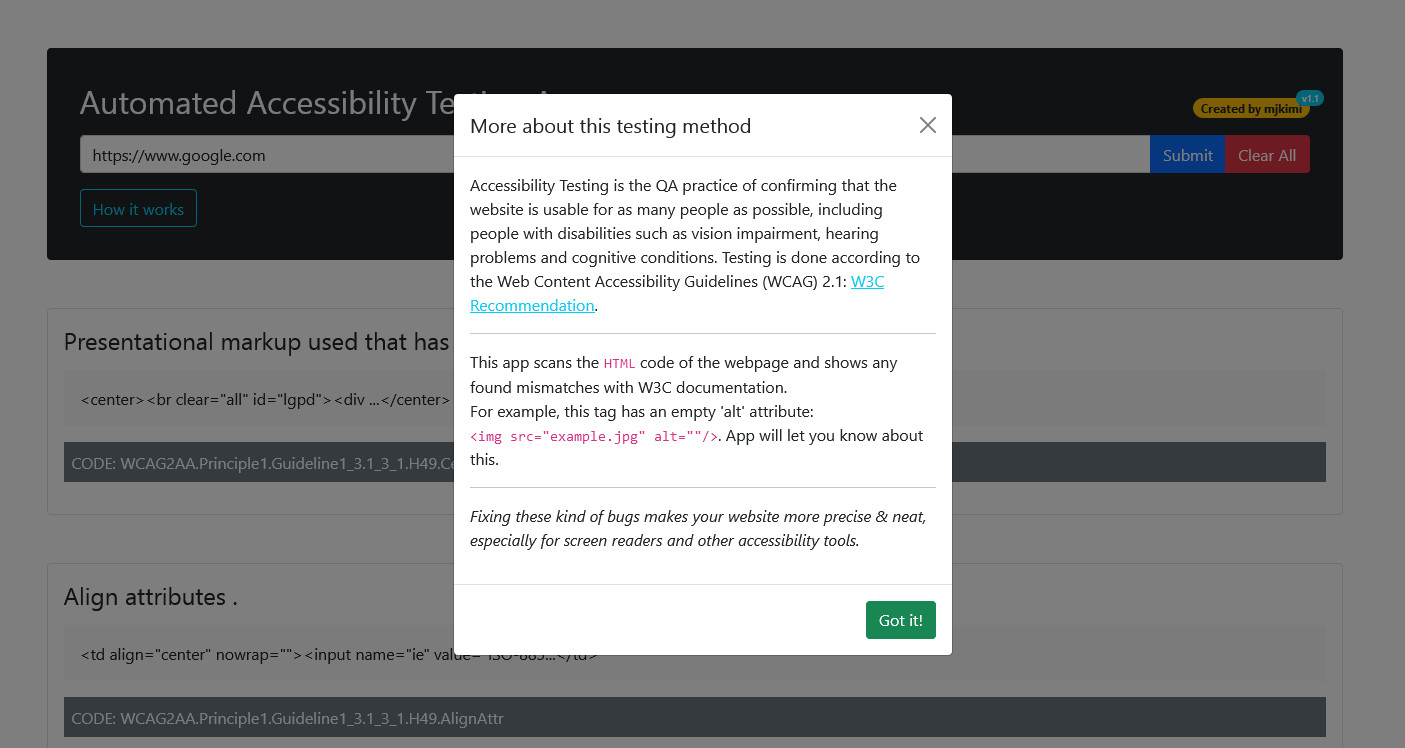 Automated Accessibility
Created by mjkimi
v1.1
https://www.google.com
Submit
Clear All
How it works
More about this testing method
Accessibility Testing is the QA practice of confirming that the
website is usable for as many people as possible, including
people with disabilities such as vision impairment, hearing
problems and cognitive conditions. Testing is done according to
the Web Content Accessibility Guidelines (WCAG) 2.1: W3C
Recommendation.
This app scans the HTML code of the webpage and shows any
found mismatches with W3C documentation.
For example, this tag has an empty 'alt' attribute:
<img src="example.jpg" alt=""/>. App will let you know about
this.
Fixing these kind of bugs makes your website more precise & neat,
especially for screen readers and other accessibility tools.
Got it!
Presentational markup used that has
<center><br clear="all" id="lgpd"><div ...</center>
CODE: WCAG2AA.Principle1.Guideline1_3.1_3_1.H49.
Align attributes .
<td align="center" nowrap=""><input name="ie" value="ISO-885...</td>
CODE: WCAG2AA.Principle1.Guideline1_3.1_3_1.H49.AlignAttr